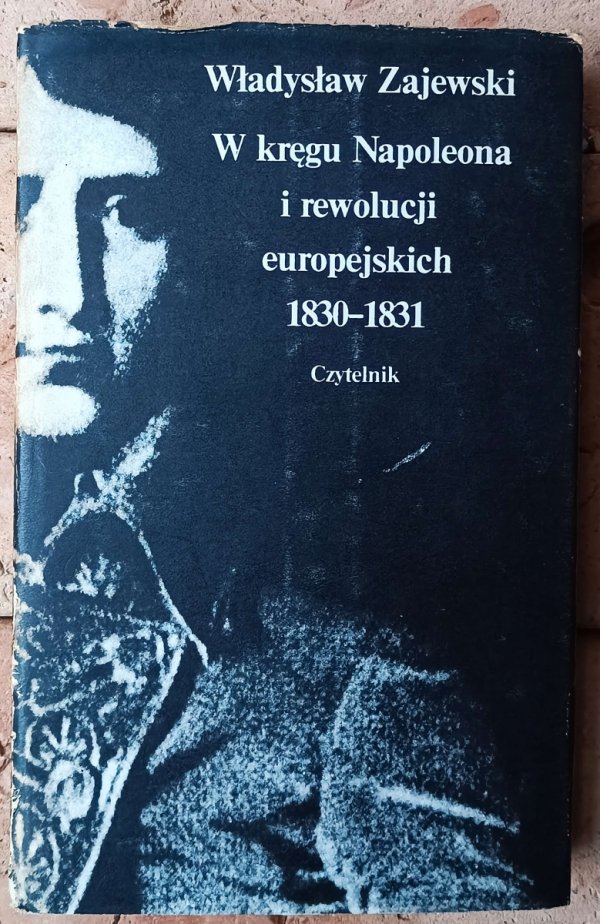 Władysław Zajewski
W kręgu Napoleona
i rewolucji
europejskich
1830–1831
Czytelnik